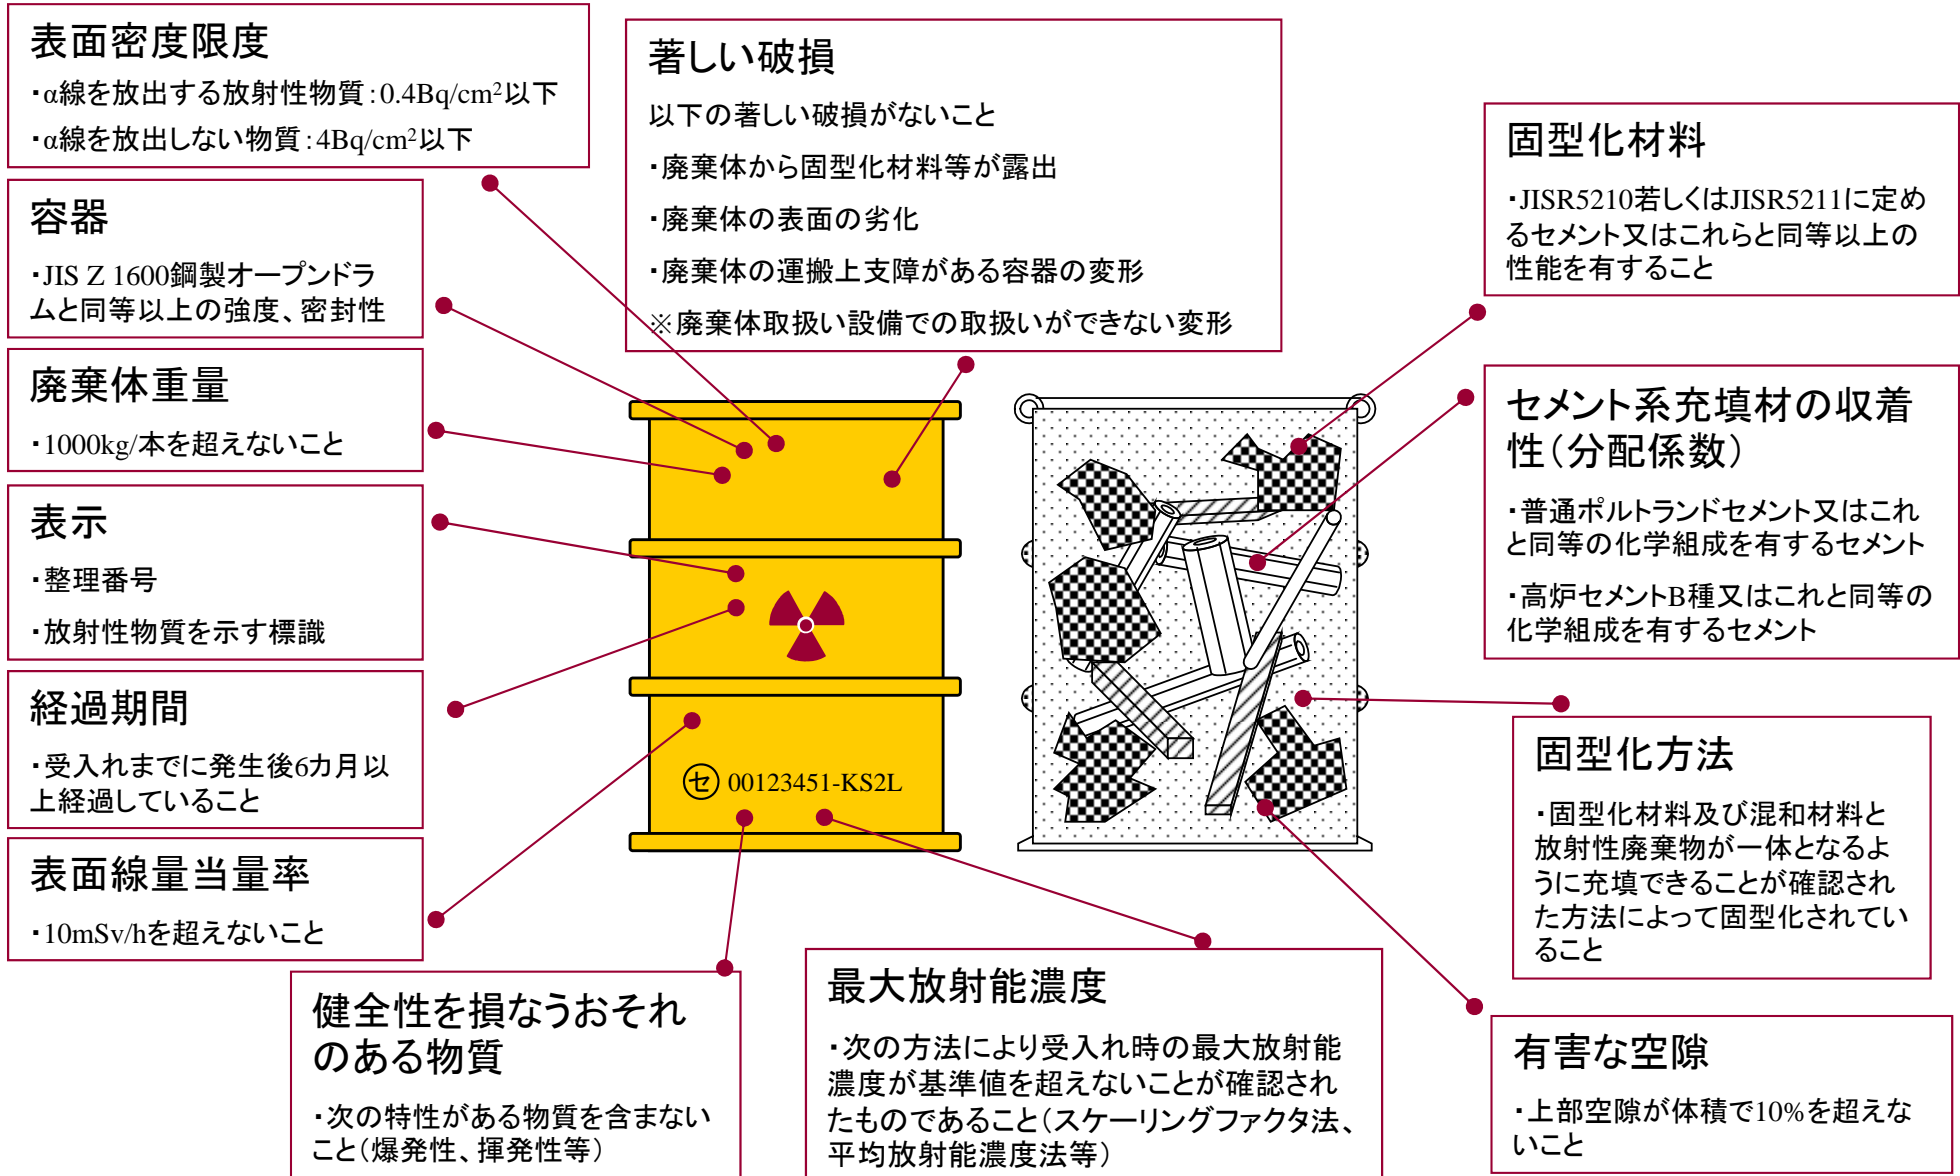 表面密度限度
・α線を放出する放射性物質:0.4Bq/cm²以下
・α線を放出しない物質:4Bq/cm²以下
容器
・JIS Z 1600鋼製オープンドラ
ムと同等以上の強度、密封性
廃棄体重量
・1000kg/本を超えないこと
表示
・整理番号
・放射性物質を示す標識
経過期間
・受入れまでに発生後6カ月以
上経過していること
表面線量当量率
・10mSv/hを超えないこと
著しい破損
以下の著しい破損がないこと
・廃棄体から固型化材料等が露出
・廃棄体の表面の劣化
・廃棄体の運搬上支障がある容器の変形
※廃棄体取扱い設備での取扱いができない変形
セ 00123451-KS2L
健全性を損なうおそれ
のある物質
・次の特性がある物質を含まない
こと(爆発性、揮発性等)
最大放射能濃度
・次の方法により受入れ時の最大放射能
濃度が基準値を超えないことが確認され
たものであること(スケーリングファクタ法、
平均放射能濃度法等)
固型化材料
・JISR5210若しくはJISR5211に定め
るセメント又はこれらと同等以上の
性能を有すること
セメント系充填材の収着
性(分配係数)
・普通ポルトランドセメント又はこれ
と同等の化学組成を有するセメント
・高炉セメントB種又はこれと同等の
化学組成を有するセメント
固型化方法
・固型化材料及び混和材料と
放射性廃棄物が一体となるよ
うに充填できることが確認され
た方法によって固型化されてい
ること
有害な空隙
・上部空隙が体積で10%を超えな
いこと